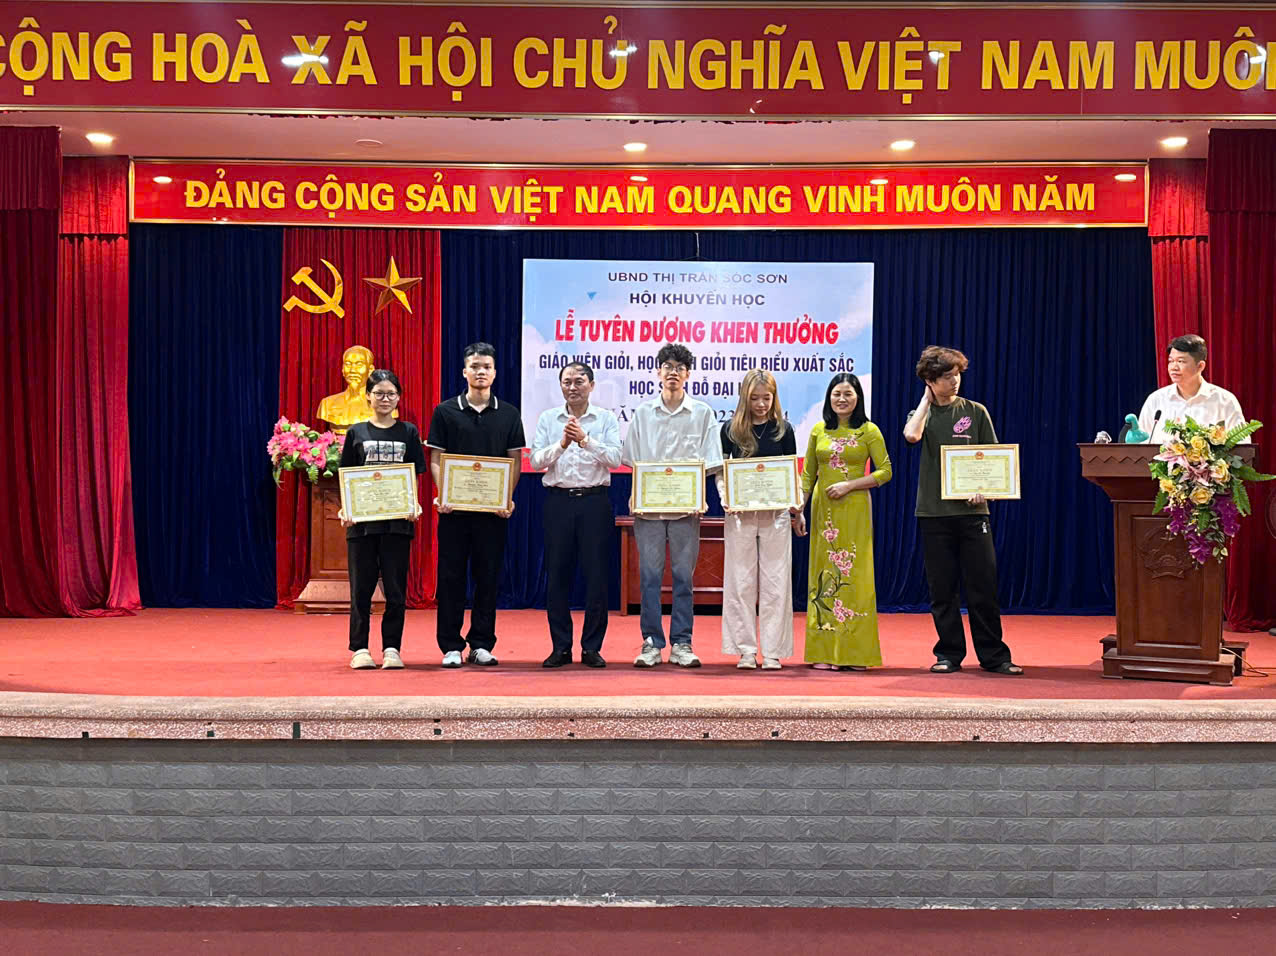 CỘNG HOÀ XÃ HỘI CHỦ NGHĨA VIỆT NAM MUÔN
ĐẢNG CỘNG SẢN VIỆT NAM QUANG VINH MUÔN NĂM
UBND THỊ TRẤN SÓC SƠN
HỘI KHUYẾN HỌC
LỄ TUYÊN DƯƠNG KHEN THƯỞNG
GIÁO VIÊN GIỎI, HỌC GIỎI TIÊU BIỂU XUẤT SẮC
HỌC ĐỖ ĐẠI